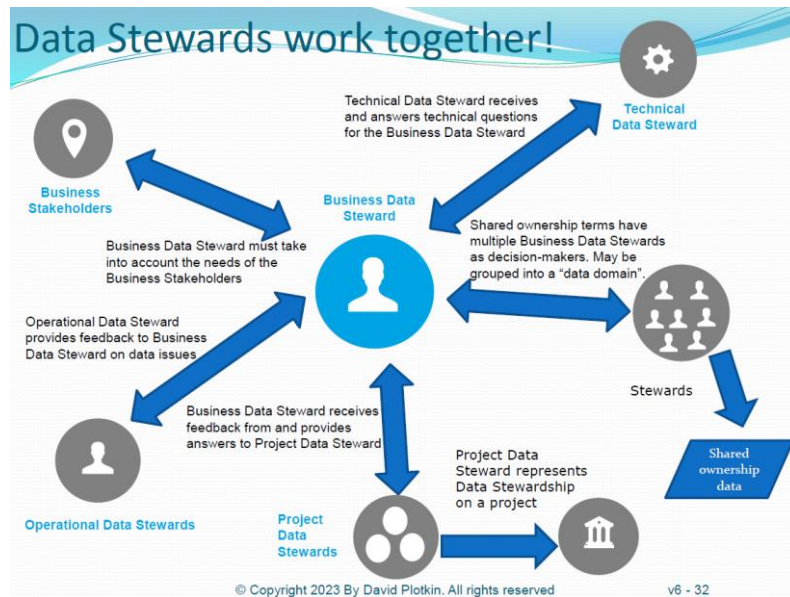 Data Stewards work together!
Technical Data Steward receives
and answers technical questions
for the Business Data Steward
Technical
Data Steward
Business
Stakeholders
Business Data
Steward
Business Data Steward must take
into account the needs of the
Business Stakeholders
Shared ownership terms have
multiple Business Data Stewards
as decision-makers. May be
grouped into a “data domain”.
Operational Data Steward
provides feedback to Business
Data Steward on data issues
Stewards
Business Data Steward receives
feedback from and provides
answers to Project Data Steward
Shared
ownership
data
Project Data
Steward represents
Data Stewardship
on a project
Operational Data Stewards
Project
Data
Stewards
© Copyright 2023 By David Plotkin. All rights reserved
v6 - 32